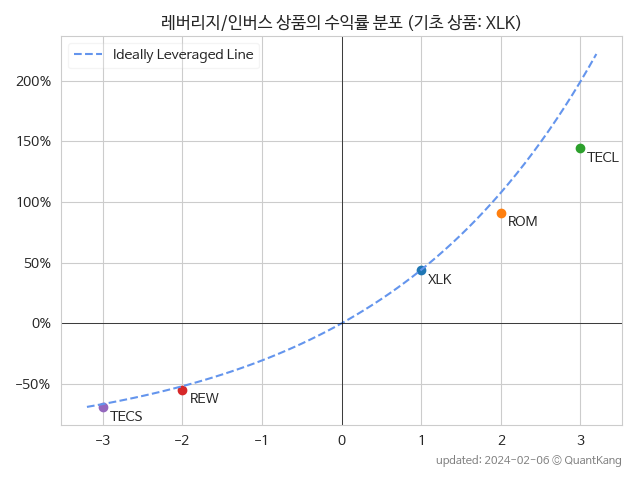 레버리지/인버스 상품의 수익률 분포 (기초 상품: XLK)
Ideally Leveraged Line
200%
150%
100%
50%
0%
−50%
TECL
ROM
XLK
REW
TECS
−3 −2 −1 0 1 2 3
updated: 2024-02-06 © QuantKang